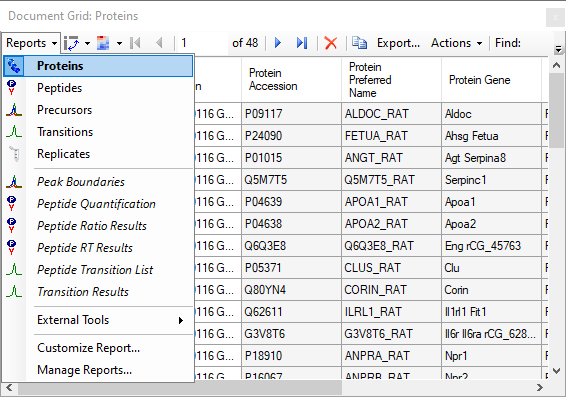 Document Grid: Proteins
Reports
1
of 48
Export...
Actions
Find:
Proteins
Peptides
Precursors
Transitions
Replicates
Peak Boundaries
Peptide Quantification
Peptide Ratio Results
Peptide RT Results
Peptide Transition List
Transition Results
External Tools
Customize Report...
Manage Reports...
Protein Accession
Protein Preferred Name
Protein Gene
0116 G... P09117 ALDOC_RAT Aldoc
0116 G... P24090 FETUA_RAT Ahsg Fetua
0116 G... P01015 ANGT_RAT Agt Serpina8
0116 G... Q5M7T5 Q5M7T5_RAT Serpinc1
0116 G... P04639 APOA1_RAT Apoa1
0116 G... P04638 APOA2_RAT Apoa2
0116 G... Q6Q3E8 Q6Q3E8_RAT Eng rCG_45763
0116 G... P05371 CLUS_RAT Clu
0116 G... Q80YN4 CORIN_RAT Corin
0116 G... Q62611 ILRL1_RAT Il1rl1 Fit1
0116 G... G3V8T6 G3V8T6_RAT Il6r Il6ra rCG_628...
0116 G... P18910 ANPRA_RAT Npr1
0116 G... P16067 ANPRB_RAT Npr2